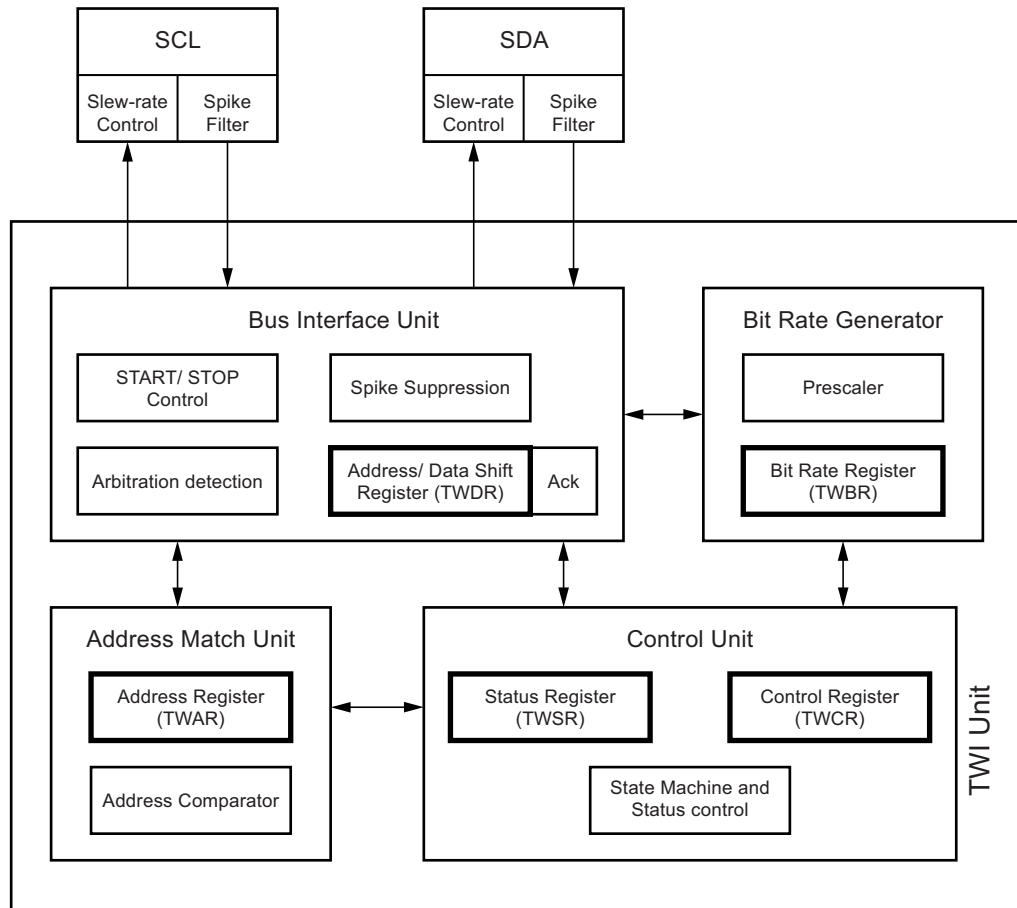 SCL
SDA
Slew-rate
Control
Spike
Filter
Slew-rate
Control
Spike
Filter
Bus Interface Unit
START/ STOP
Control
Spike Suppression
Arbitration detection
Address/ Data Shift
Register (TWDR)
Ack
Bit Rate Generator
Prescaler
Bit Rate Register
(TWBR)
Address Match Unit
Address Register
(TWAR)
Address Comparator
Control Unit
Status Register
(TWSR)
Control Register
(TWCR)
State Machine and
Status control
TWI Unit